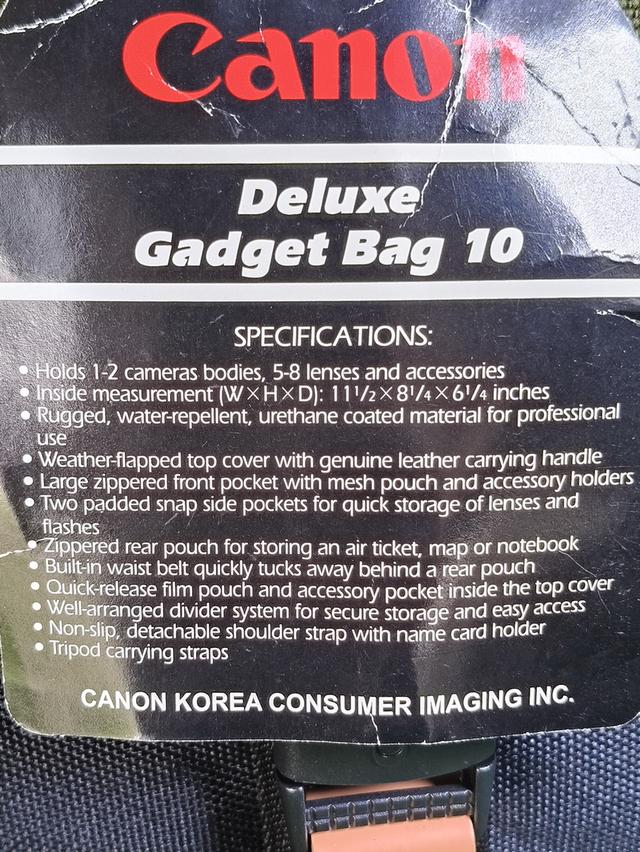 Canon
Deluxe
Gadget Bag 10
SPECIFICATIONS:
• Holds 1-2 cameras bodies, 5-8 lenses and accessories
• Inside measurement (W×H×D): 11 1/2×8 1/4×6 1/4 inches
• Rugged, water-repellent, urethane coated material for professional
use
• Weather-flapped top cover with genuine leather carrying handle
• Large zippered front pocket with mesh pouch and accessory holders
• Two padded snap side pockets for quick storage of lenses and
flashes
• Zippered rear pouch for storing an air ticket, map or notebook
• Built-in waist belt quickly tucks away behind a rear pouch
• Quick-release film pouch and accessory pocket inside the top cover
• Well-arranged divider system for secure storage and easy access
• Non-slip, detachable shoulder strap with name card holder
• Tripod carrying straps
CANON KOREA CONSUMER IMAGING INC.